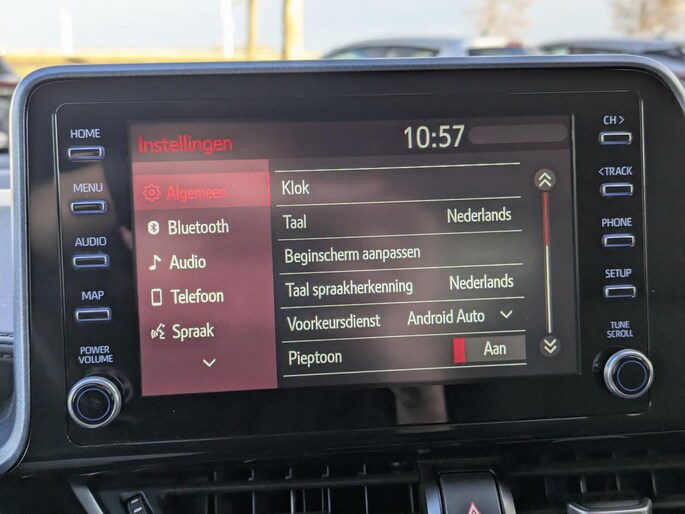 HOME
MENU
AUDIO
MAP
POWER
VOLUME
Instellingen
10:57
Algemeen
Bluetooth
Audio
Telefoon
Spraak
Klok
Taal Nederlands
Beginscherm aanpassen
Taal spraakherkenning Nederlands
Voorkeursdienst Android Auto
Pieptoon Aan
CH >
< TRACK
PHONE
SETUP
TUNE
SCROLL